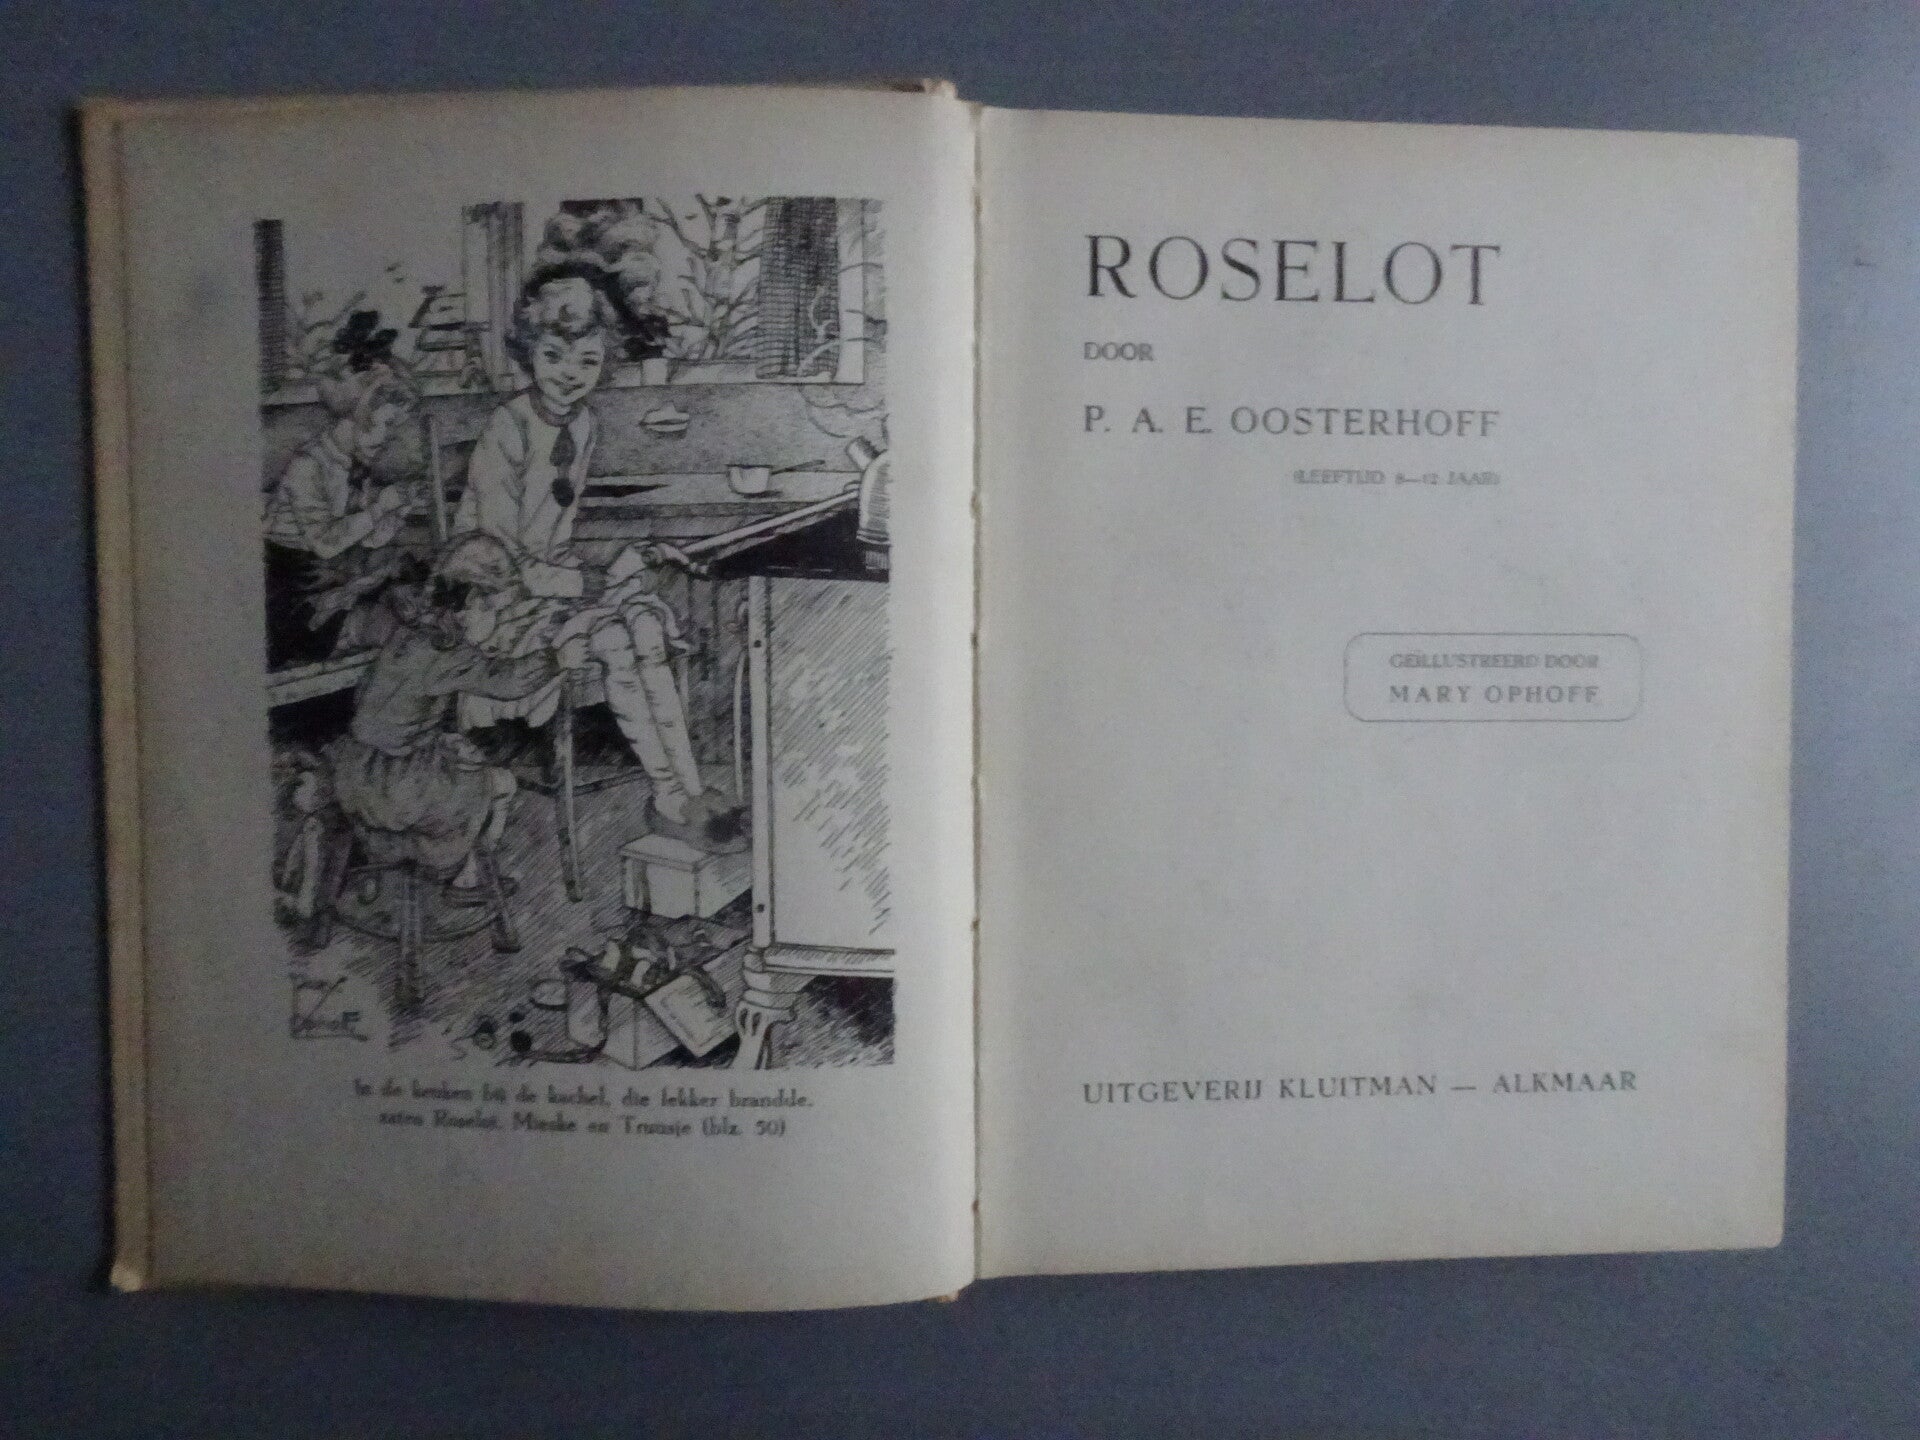 In de keuken bij de kachel, die lekker brandde,
zaten Roselot, Mieske en Truusje (blz. 50)
ROSELOT
DOOR
P. A. E. OOSTERHOFF
(LEEFTIJD 8—12 JAAR)
GEÏLLUSTREERD DOOR
MARY OPHOFF
UITGEVERIJ KLUITMAN — ALKMAAR